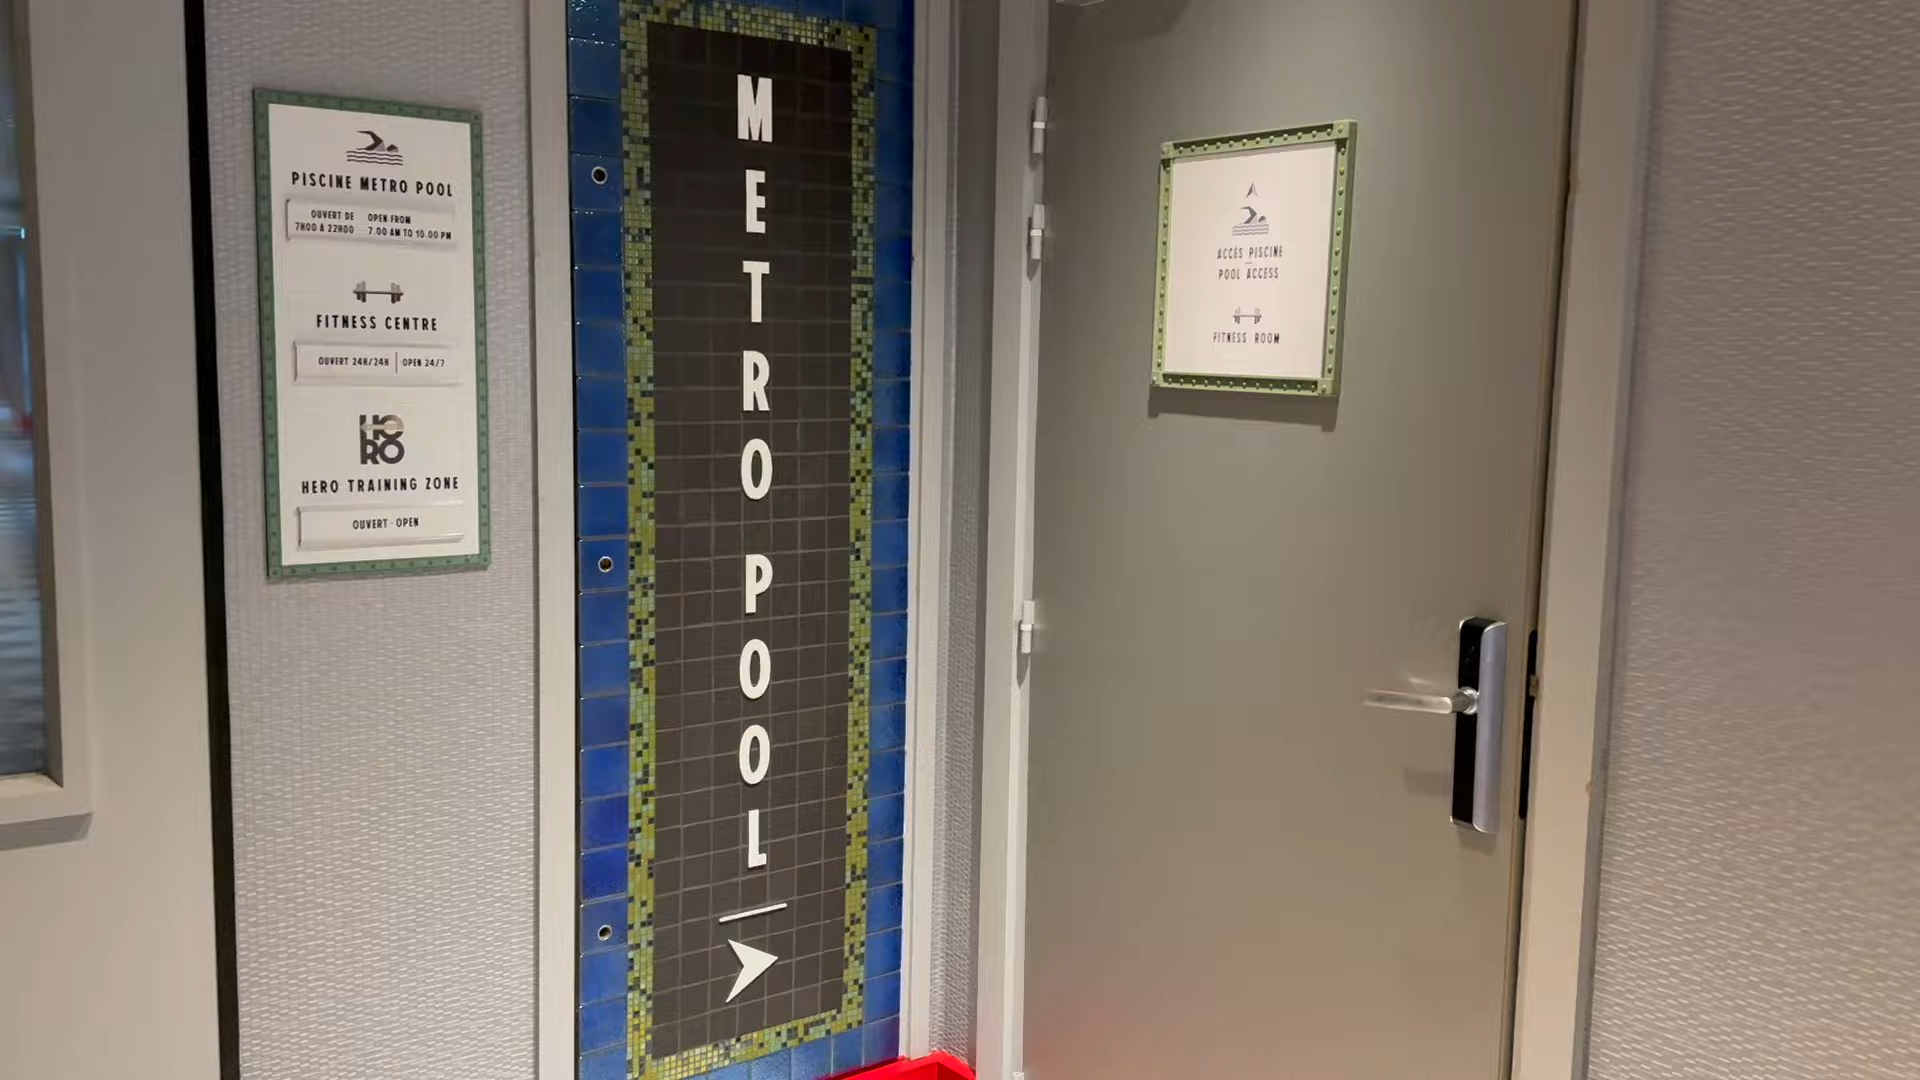 PISCINE METRO POOL
OUVERT DE OPEN FROM
7H00 À 22H00 7.00 AM TO 10.00 PM
FITNESS CENTRE
OUVERT 24H/24H | OPEN 24/7
HERO
HERO TRAINING ZONE
OUVERT · OPEN
METRO POOL
ACCÈS PISCINE
POOL ACCESS
FITNESS ROOM